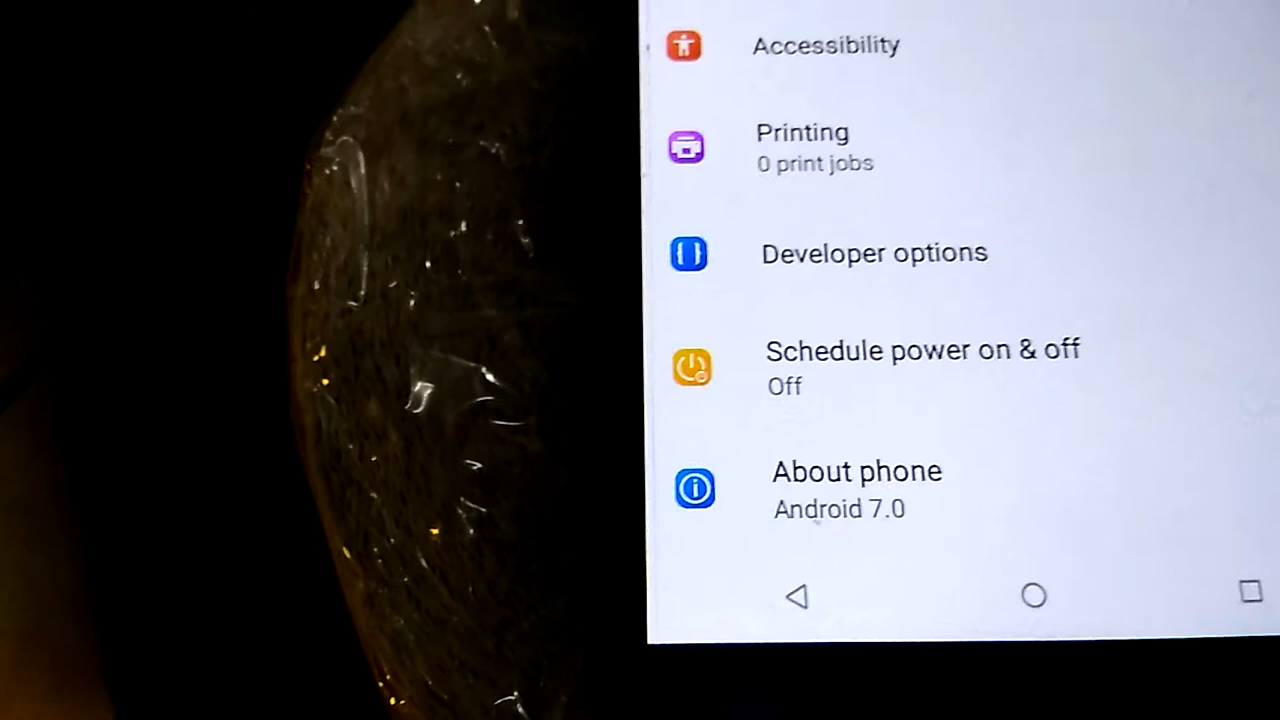 Accessibility
Printing
0 print jobs
Developer options
Schedule power on & off
Off
About phone
Android 7.0